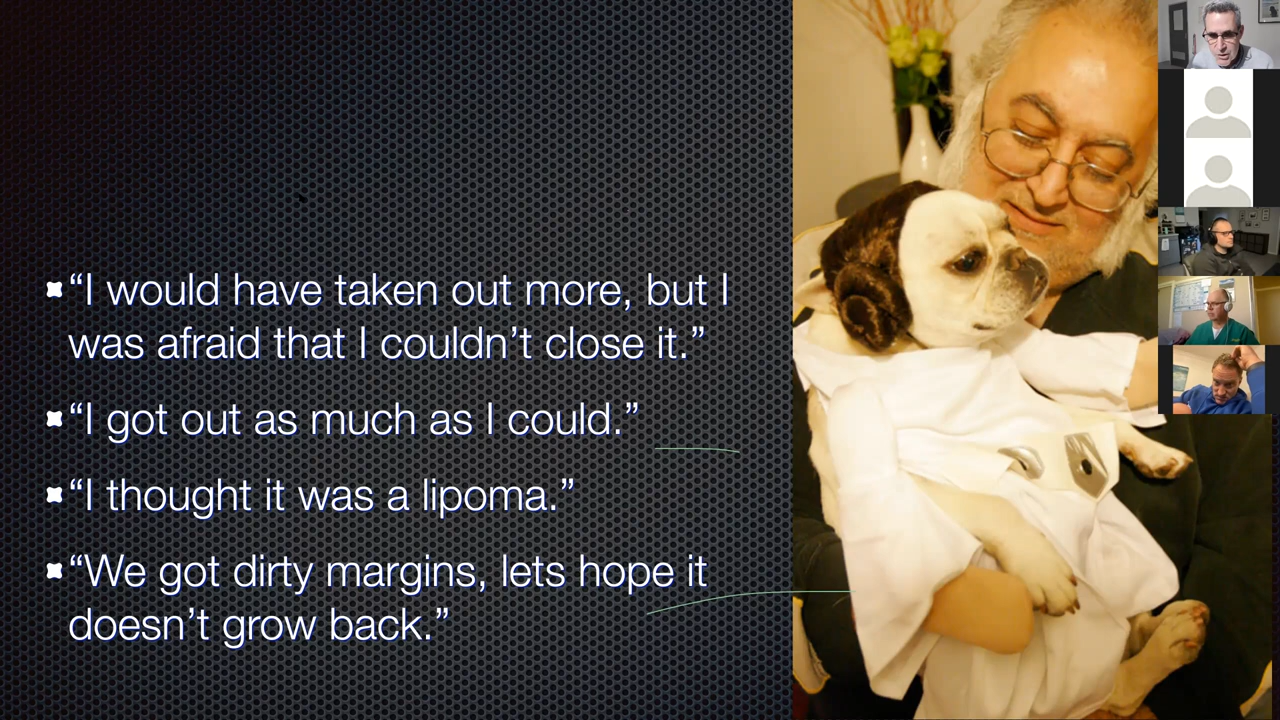 “I would have taken out more, but I
was afraid that I couldn’t close it.”
“I got out as much as I could.”
“I thought it was a lipoma.”
“We got dirty margins, lets hope it
doesn’t grow back.”